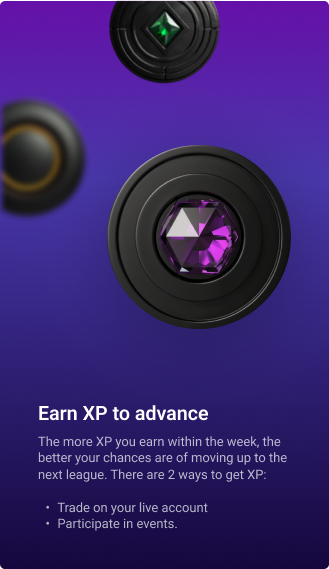 Earn XP to advance
The more XP you earn within the week, the
better your chances are of moving up to the
next league. There are 2 ways to get XP:
• Trade on your live account
• Participate in events.